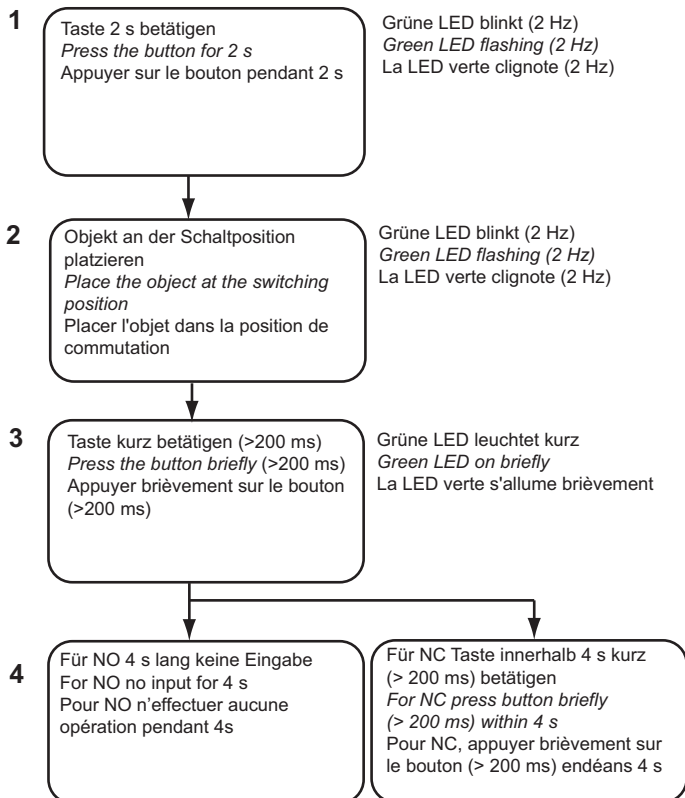 1
Taste 2 s betätigen
Press the button for 2 s
Appuyer sur le bouton pendant 2 s
Grüne LED blinkt (2 Hz)
Green LED flashing (2 Hz)
La LED verte clignote (2 Hz)
2
Objekt an der Schaltposition
platzieren
Place the object at the switching
position
Placer l'objet dans la position de
commutation
Grüne LED blinkt (2 Hz)
Green LED flashing (2 Hz)
La LED verte clignote (2 Hz)
3
Taste kurz betätigen (>200 ms)
Press the button briefly (>200 ms)
Appuyer brièvement sur le bouton
(>200 ms)
Grüne LED leuchtet kurz
Green LED on briefly
La LED verte s'allume brièvement
4
Für NO 4 s lang keine Eingabe
For NO no input for 4 s
Pour NO n'effectuer aucune
opération pendant 4s
Für NC Taste innerhalb 4 s kurz
(> 200 ms) betätigen
For NC press button briefly
(> 200 ms) within 4 s
Pour NC, appuyer brièvement sur
le bouton (> 200 ms) endéans 4 s